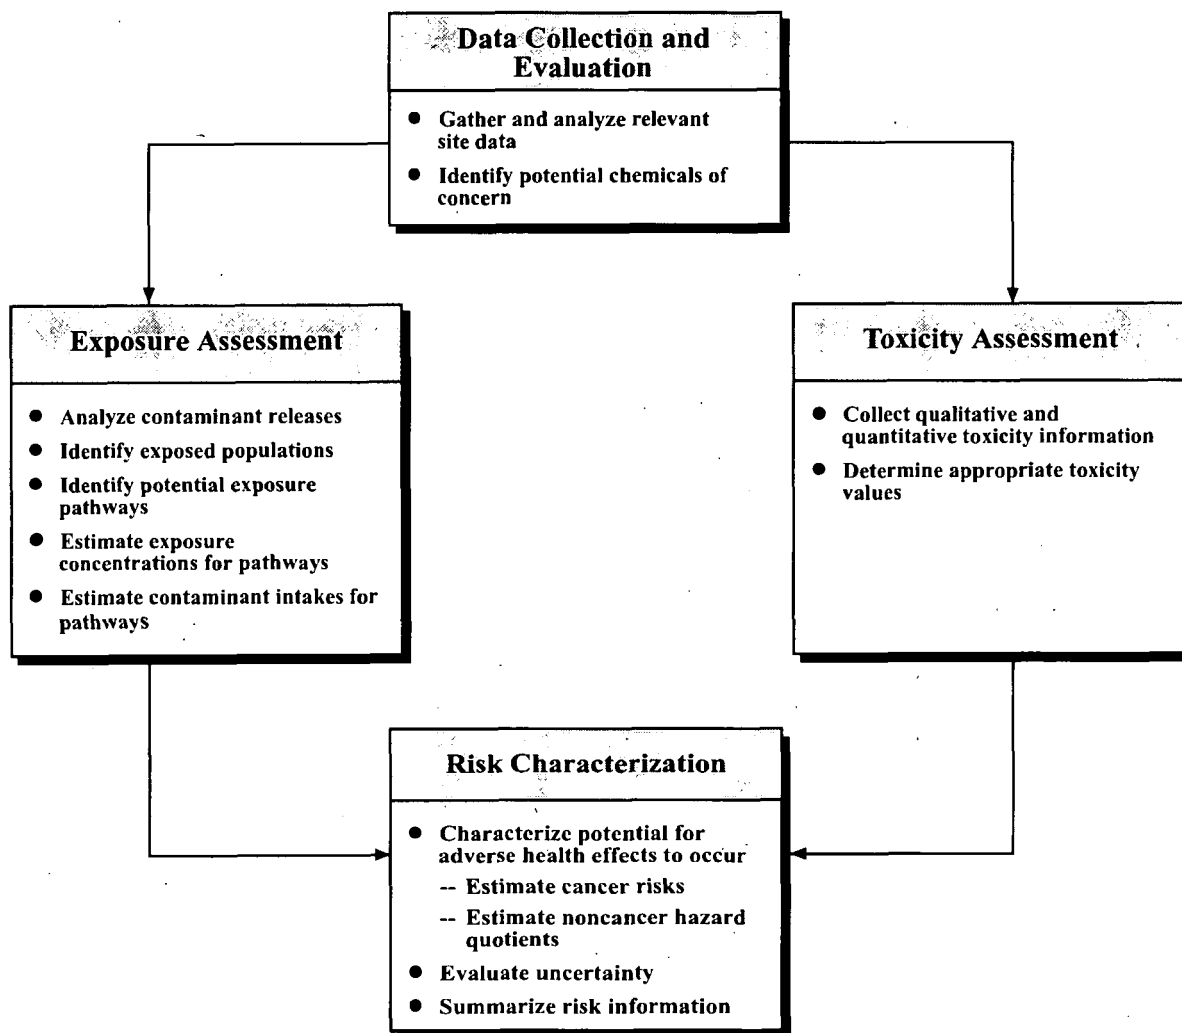 Data Collection and
Evaluation
● Gather and analyze relevant
site data
● Identify potential chemicals of
concern
Exposure Assessment
● Analyze contaminant releases
● Identify exposed populations
● Identify potential exposure
pathways
● Estimate exposure
concentrations for pathways
● Estimate contaminant intakes for
pathways
Toxicity Assessment
● Collect qualitative and
quantitative toxicity information
● Determine appropriate toxicity
values
Risk Characterization
● Characterize potential for
adverse health effects to occur
-- Estimate cancer risks
-- Estimate noncancer hazard
quotients
● Evaluate uncertainty
● Summarize risk information